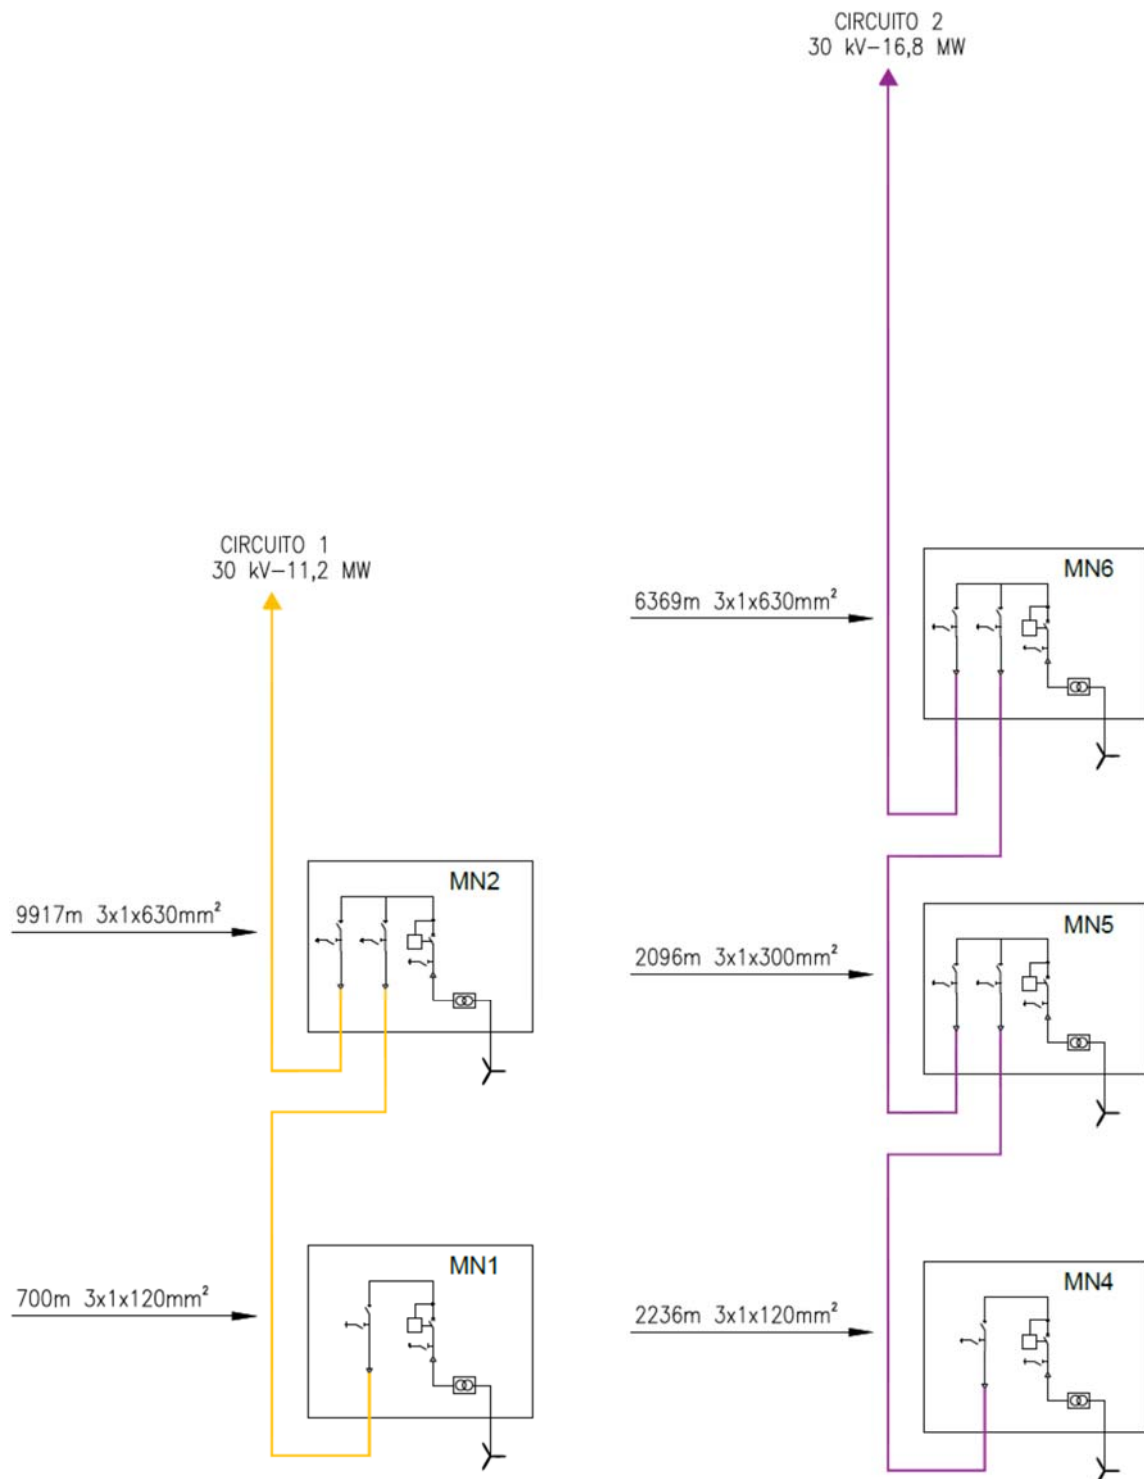 CIRCUITO 2
30 kV-16,8 MW
CIRCUITO 1
30 kV-11,2 MW
6369m 3x1x630mm²
MN6
9917m 3x1x630mm²
MN2
2096m 3x1x300mm²
MN5
700m 3x1x120mm²
MN1
2236m 3x1x120mm²
MN4